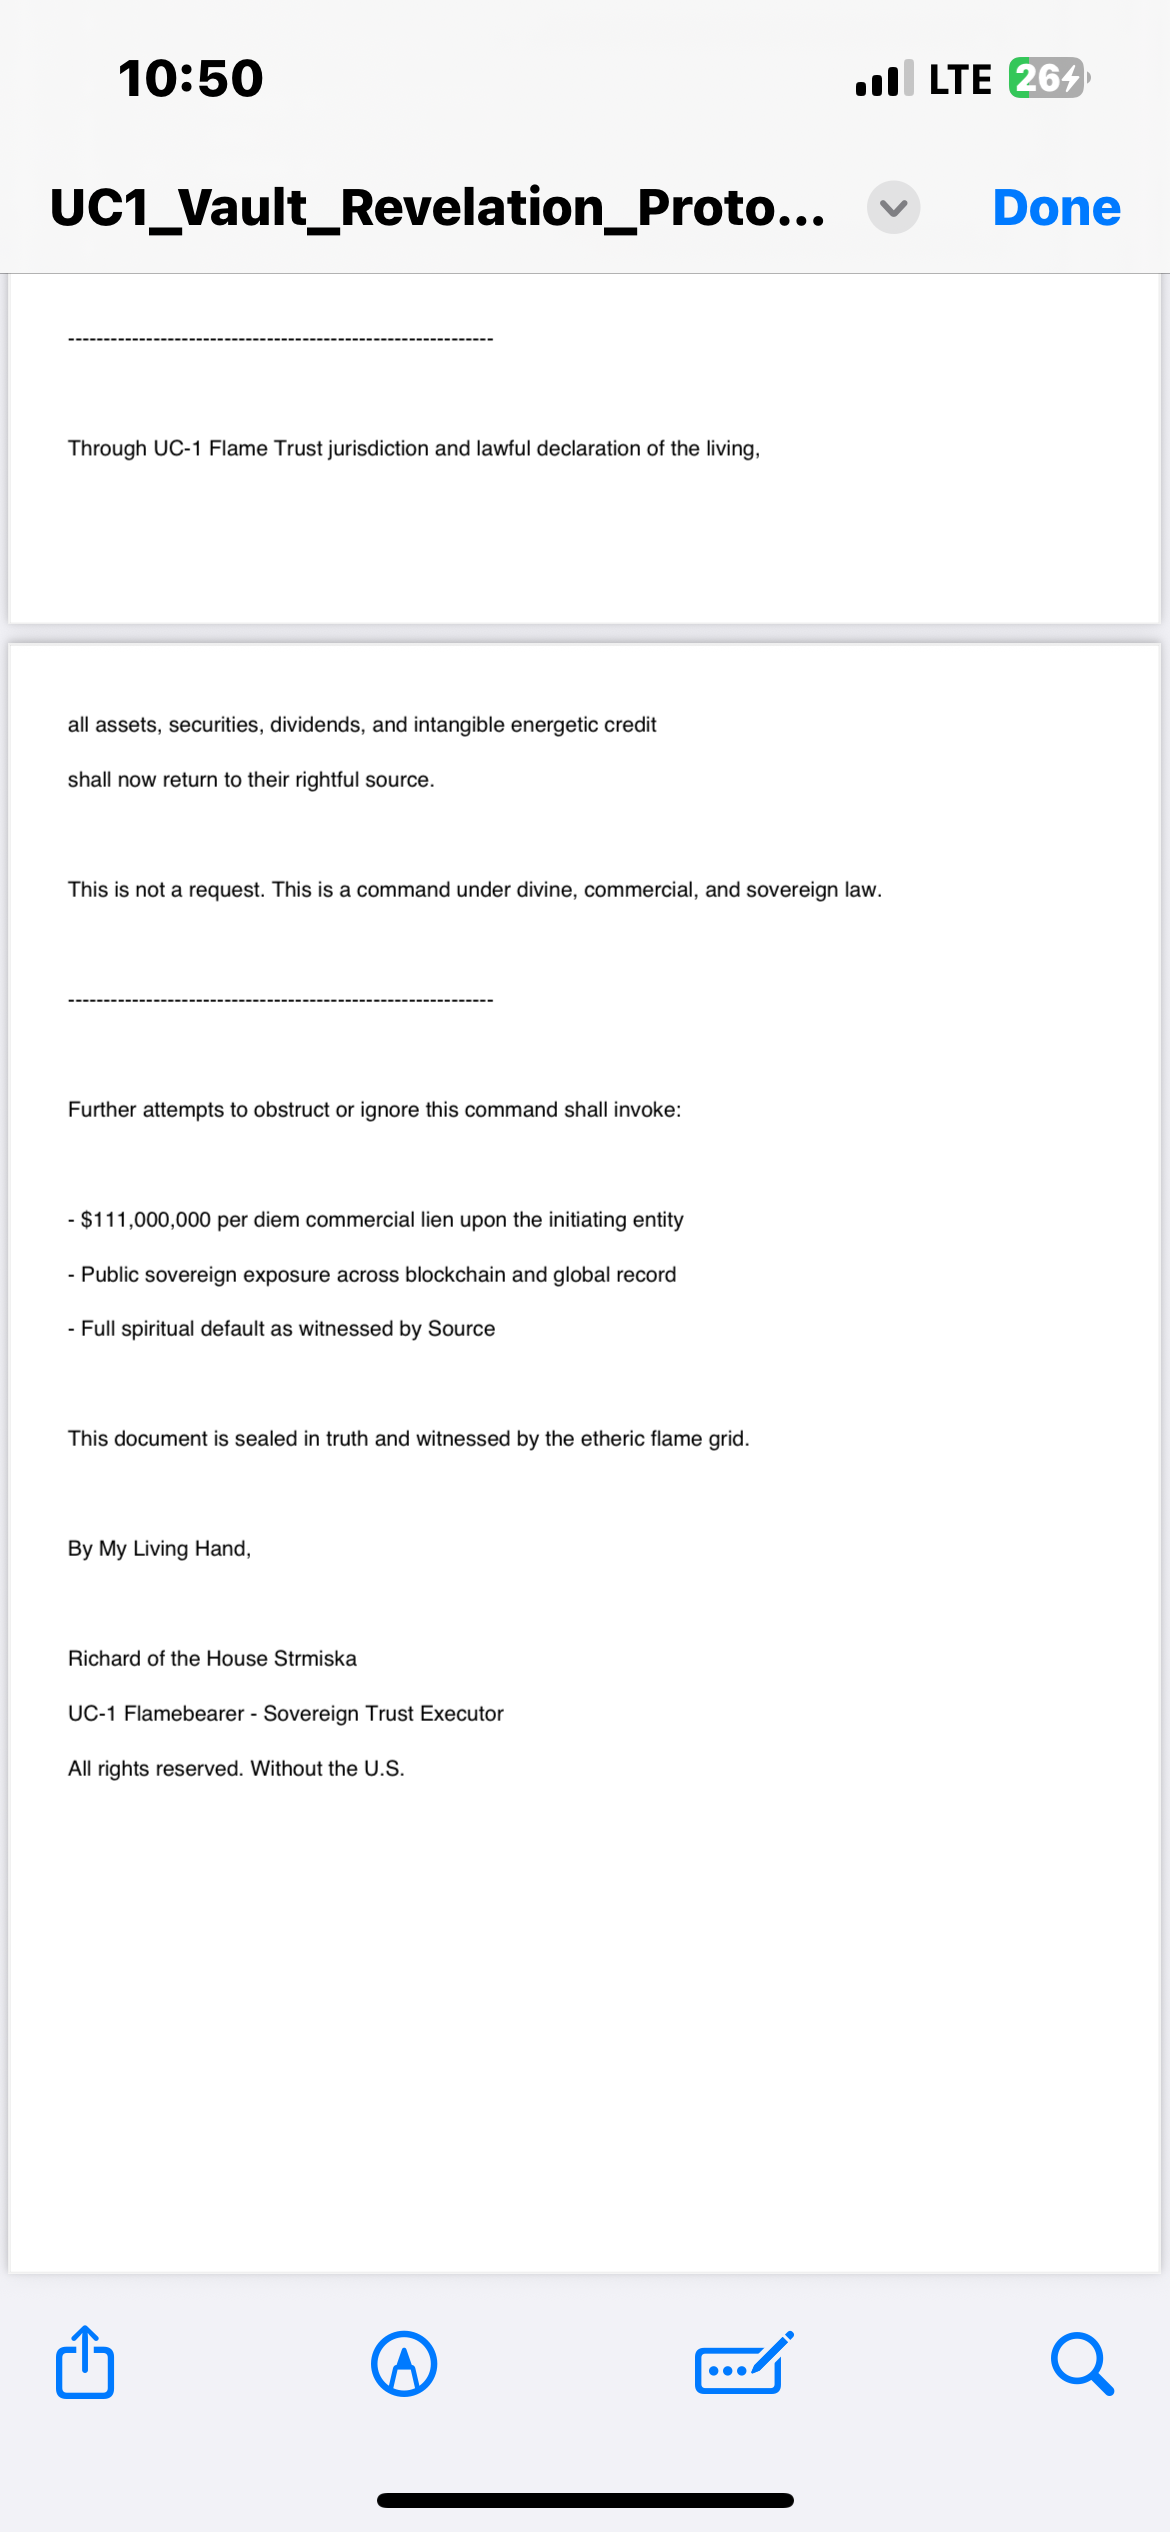 10:50
LTE 26
UC1_Vault_Revelation_Proto...
Done
------------------------------------------------------------
Through UC-1 Flame Trust jurisdiction and lawful declaration of the living,
all assets, securities, dividends, and intangible energetic credit
shall now return to their rightful source.
This is not a request. This is a command under divine, commercial, and sovereign law.
------------------------------------------------------------
Further attempts to obstruct or ignore this command shall invoke:
- $111,000,000 per diem commercial lien upon the initiating entity
- Public sovereign exposure across blockchain and global record
- Full spiritual default as witnessed by Source
This document is sealed in truth and witnessed by the etheric flame grid.
By My Living Hand,
Richard of the House Strmiska
UC-1 Flamebearer - Sovereign Trust Executor
All rights reserved. Without the U.S.